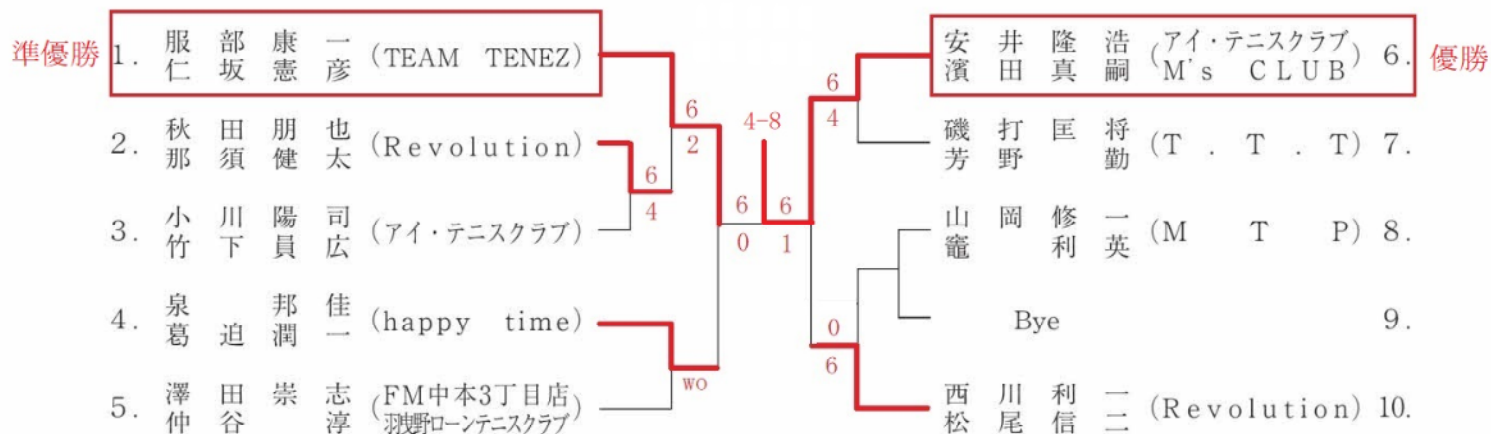 準優勝
1. 服部康一 (TEAM TENEZ)
仁坂憲彦
2. 秋田朋也 (Revolution)
那須健太
3. 小川陽司 (アイ・テニスクラブ)
竹下員広
4. 泉邦佳 (happy time)
葛迫潤一
5. 澤田崇志 (FM中本3丁目店
仲谷淳 羽曳野ローンテニスクラブ)
6
2
6
4
6
0
wo
4-8
6
1
6
4
0
6
安井隆浩 (アイ・テニスクラブ
濱田真嗣 M's CLUB) 6.
優勝
磯打匡将 (T.T.T) 7.
芳野勤
山岡修一 (MTP) 8.
竈利英
Bye 9.
西川利一 (Revolution) 10.
松尾信二